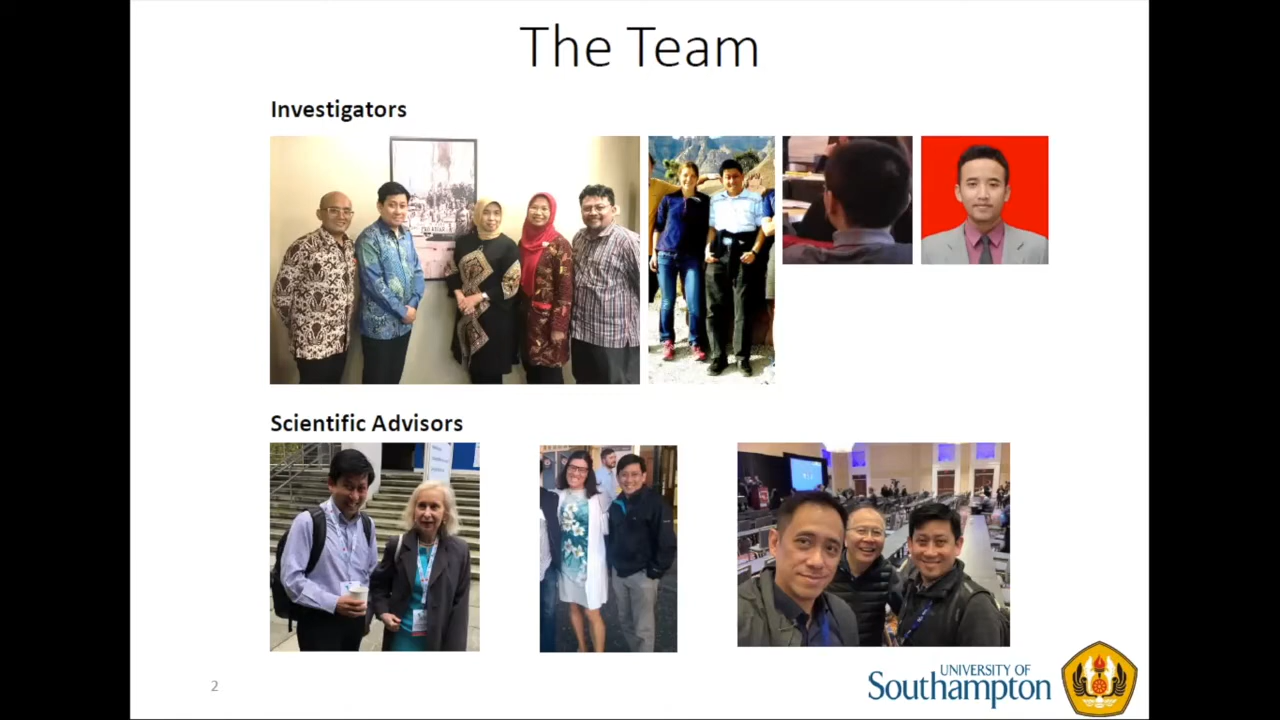 The Team
Investigators
Scientific Advisors
2
UNIVERSITY OF
Southampton